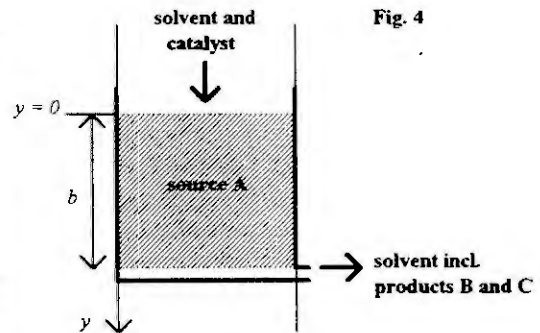 solvent and
catalyst
Fig. 4
y = 0
b
source A
solvent incl.
products B and C
y